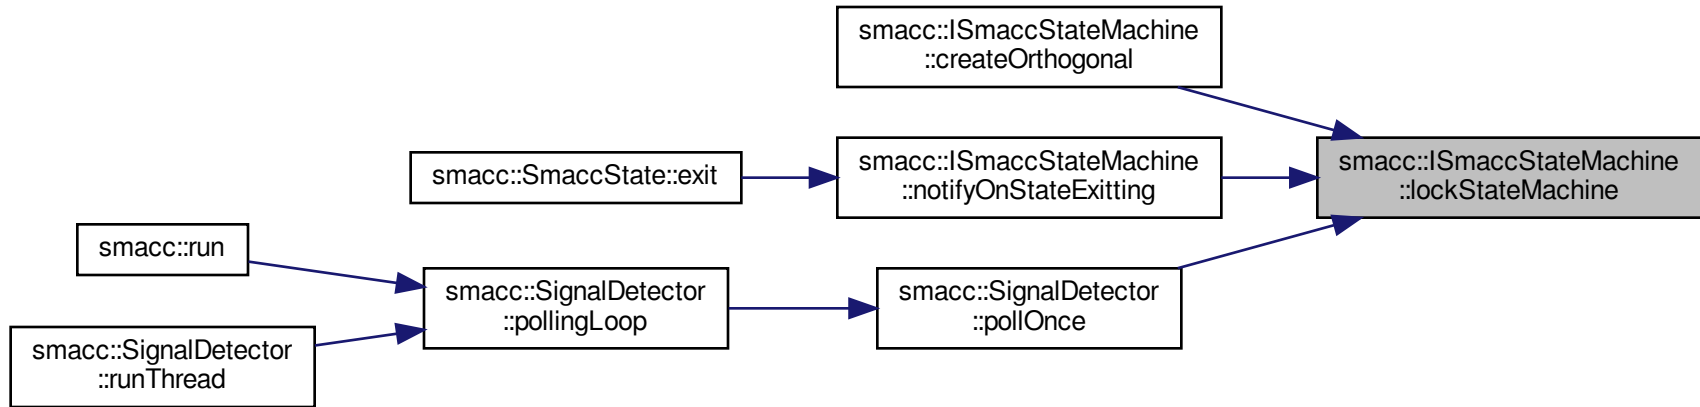 smacc::ISmaccStateMachine
::createOrthogonal
smacc::ISmaccStateMachine
::lockStateMachine
smacc::ISmaccStateMachine
::notifyOnStateExitting
smacc::SmaccState::exit
smacc::run
smacc::SignalDetector
::pollingLoop
smacc::SignalDetector
::pollOnce
smacc::SignalDetector
::runThread